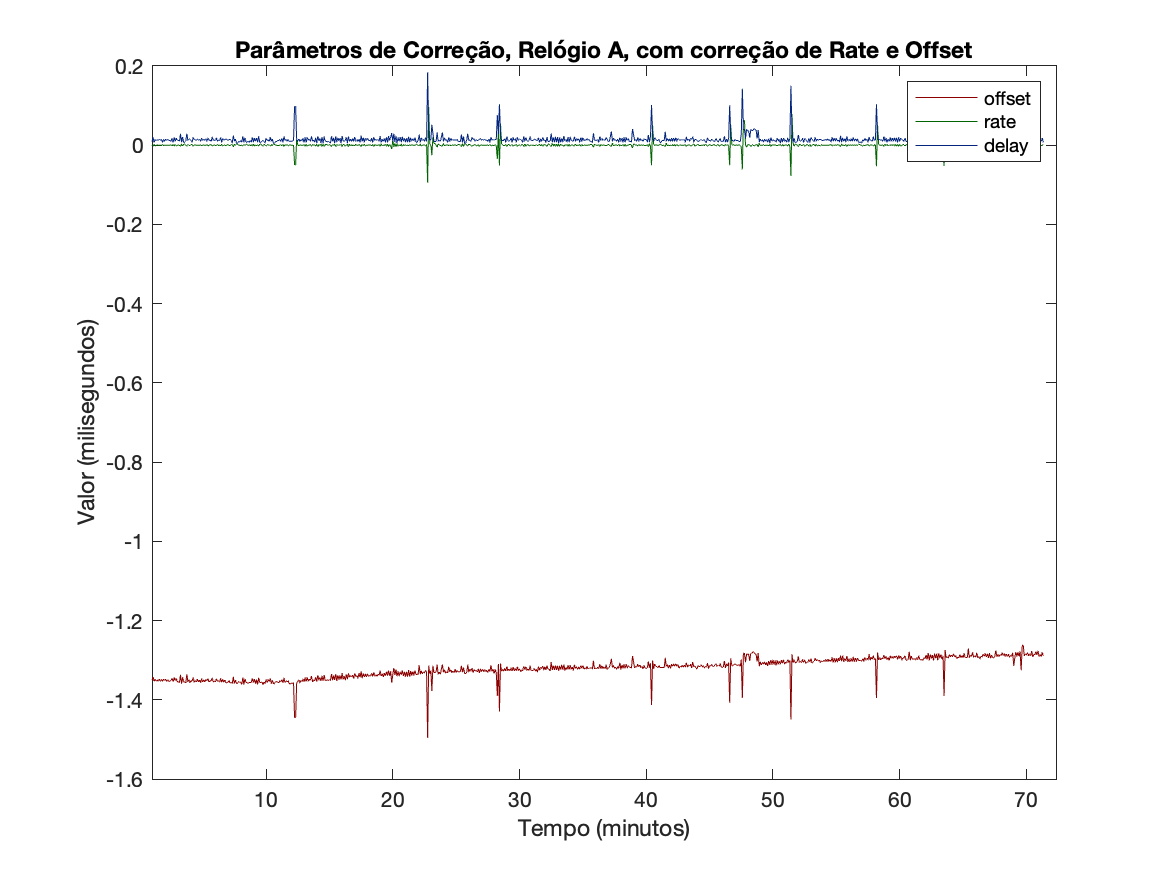 Parâmetros de Correção, Relógio A, com correção de Rate e Offset
0.2
0
-0.2
-0.4
-0.6
-0.8
-1
-1.2
-1.4
-1.6
Valor (milisegundos)
offset
rate
delay
10 20 30 40 50 60 70
Tempo (minutos)